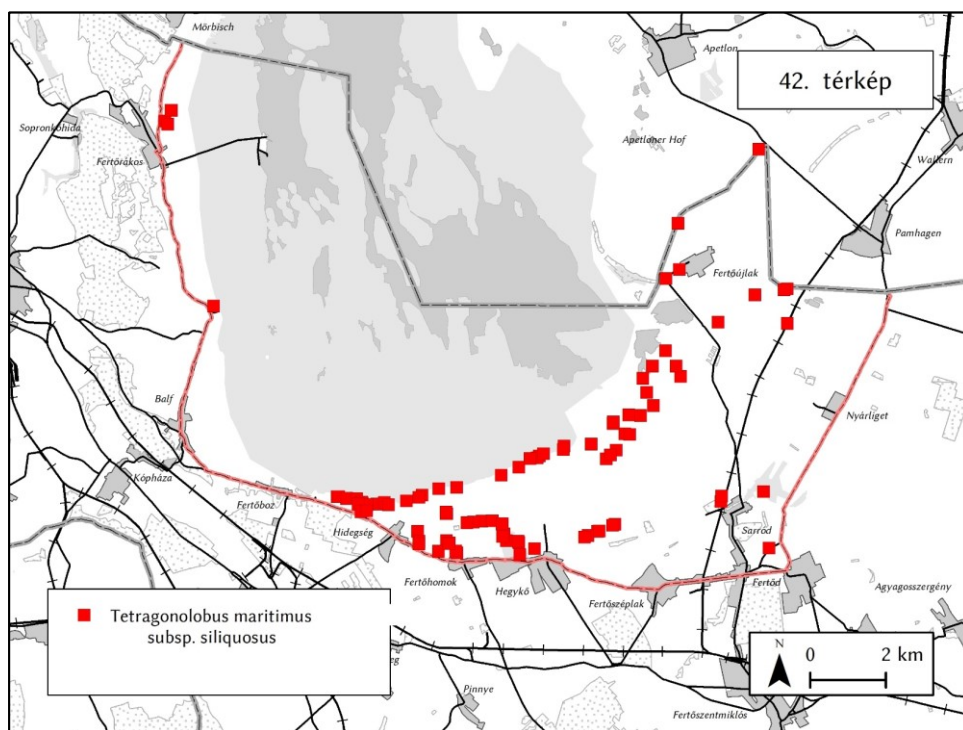 Mörbisch
Apetlon
42. térkép
Sopronkőhida
Apetloner Hof
Wallern
Fertőrákos
Pamhagen
Fertőújlak
Balf
Nyárliget
Kópháza
Fertőboz
Hidegség
Sarród
Fertőhomok
Hegykő
Fertőd
Agyagosszergény
Fertőszéplak
Tetragonolobus maritimus
subsp. siliquosus
N
0 2 km
Pinnye
Fertőszentmiklós